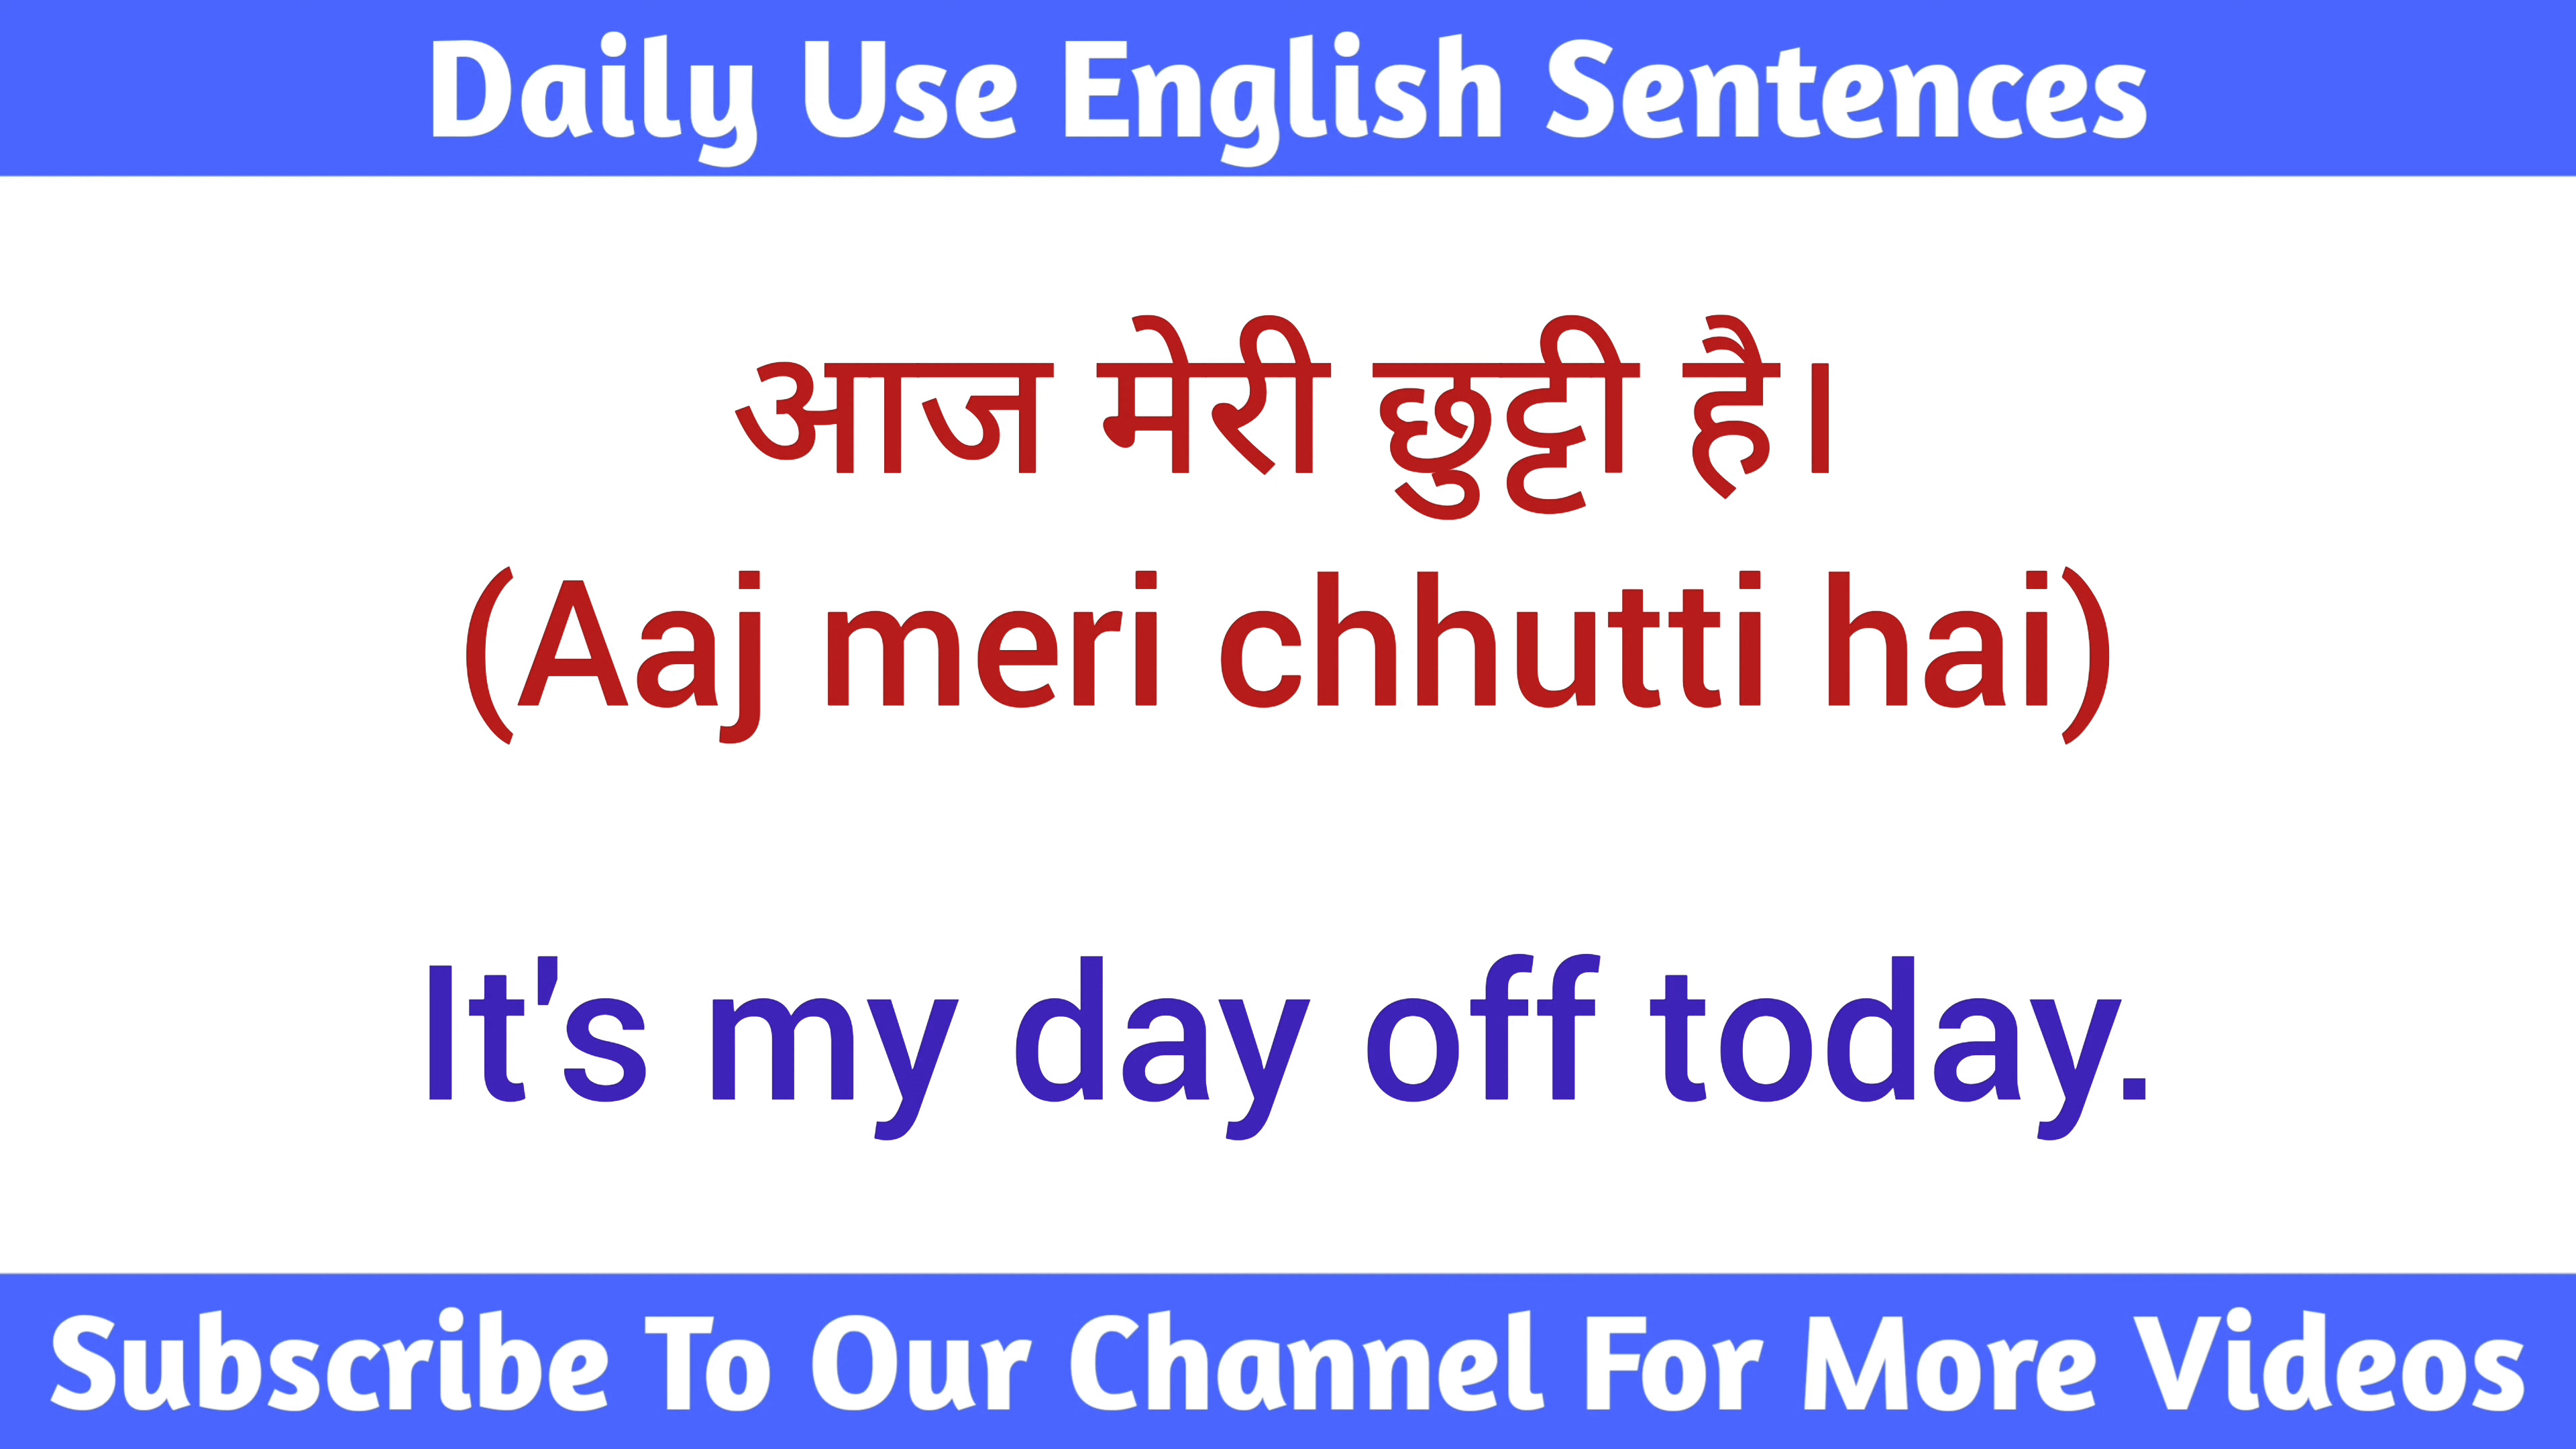 Daily Use English Sentences
आज मेरी छुट्टी है।
(Aaj meri chhutti hai)
It's my day off today.
Subscribe To Our Channel For More Videos